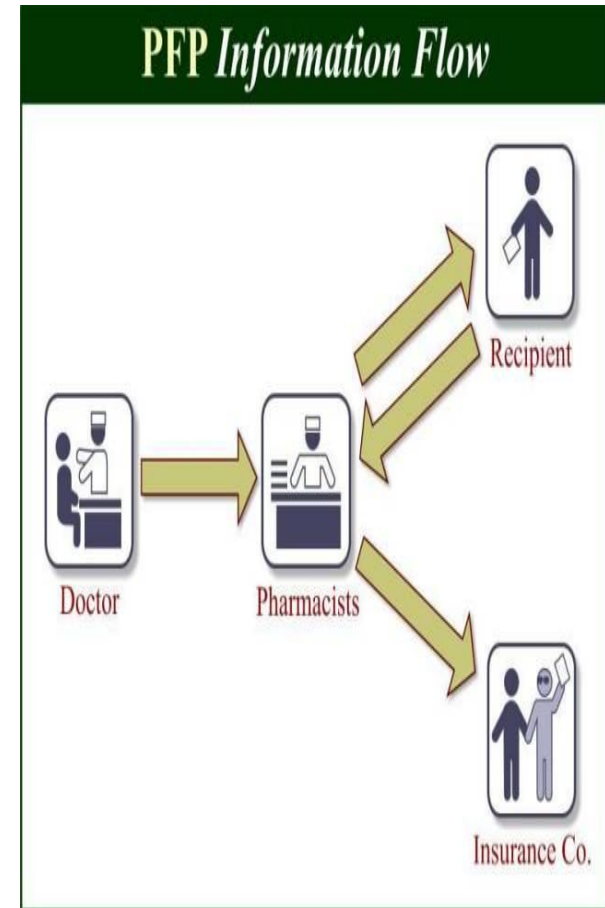 PFP Information Flow
Recipient
Doctor
Pharmacists
Insurance Co.